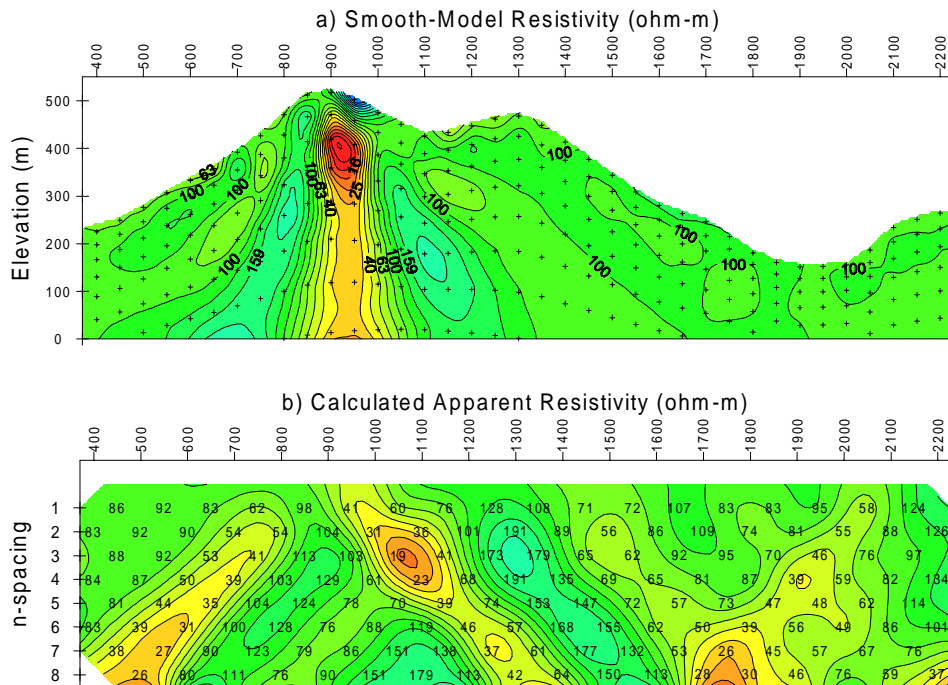 a) Smooth-Model Resistivity (ohm-m)
400 500 600 700 800 900 1000 1100 1200 1300 1400 1500 1600 1700 1800 1900 2000 2100 2200
Elevation (m)
500
400
300
200
100
0
63
100
100
100
159
100
63
40
16
25
40
63
100
159
100
100
100
100
100
100
b) Calculated Apparent Resistivity (ohm-m)
400 500 600 700 800 900 1000 1100 1200 1300 1400 1500 1600 1700 1800 1900 2000 2100 2200
n-spacing
1 86 92 83 62 98 41 60 76 128 108 71 72 107 83 83 95 58 124
2 83 92 90 54 54 104 31 36 101 191 89 56 86 109 74 81 55 88 126
3 88 92 53 41 113 103 19 41 173 179 65 62 92 95 70 46 76 97
4 84 87 50 39 103 129 61 23 68 191 135 69 65 81 87 39 59 82 134
5 81 44 35 104 124 78 70 39 74 153 147 72 57 73 47 48 62 114
6 83 39 31 100 128 76 88 119 46 57 168 155 62 50 39 56 49 86 101
7 38 27 90 123 79 86 151 138 37 61 177 132 53 26 45 57 67 76
8 26 80 111 76 90 151 179 113 42 54 150 113 28 30 46 76 59 37